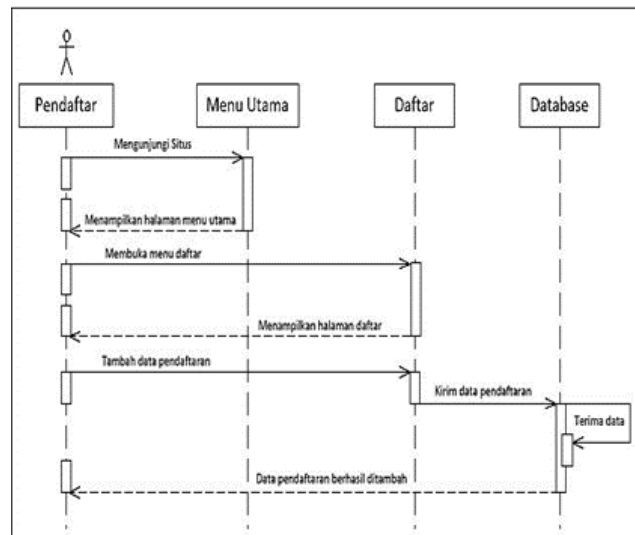 Pendaftar
Menu Utama
Daftar
Database
Mengunjungi Situs
Menampilkan halaman menu utama
Membuka menu daftar
Menampilkan halaman daftar
Tambah data pendaftaran
Kirim data pendaftaran
Terima data
Data pendaftaran berhasil ditambah